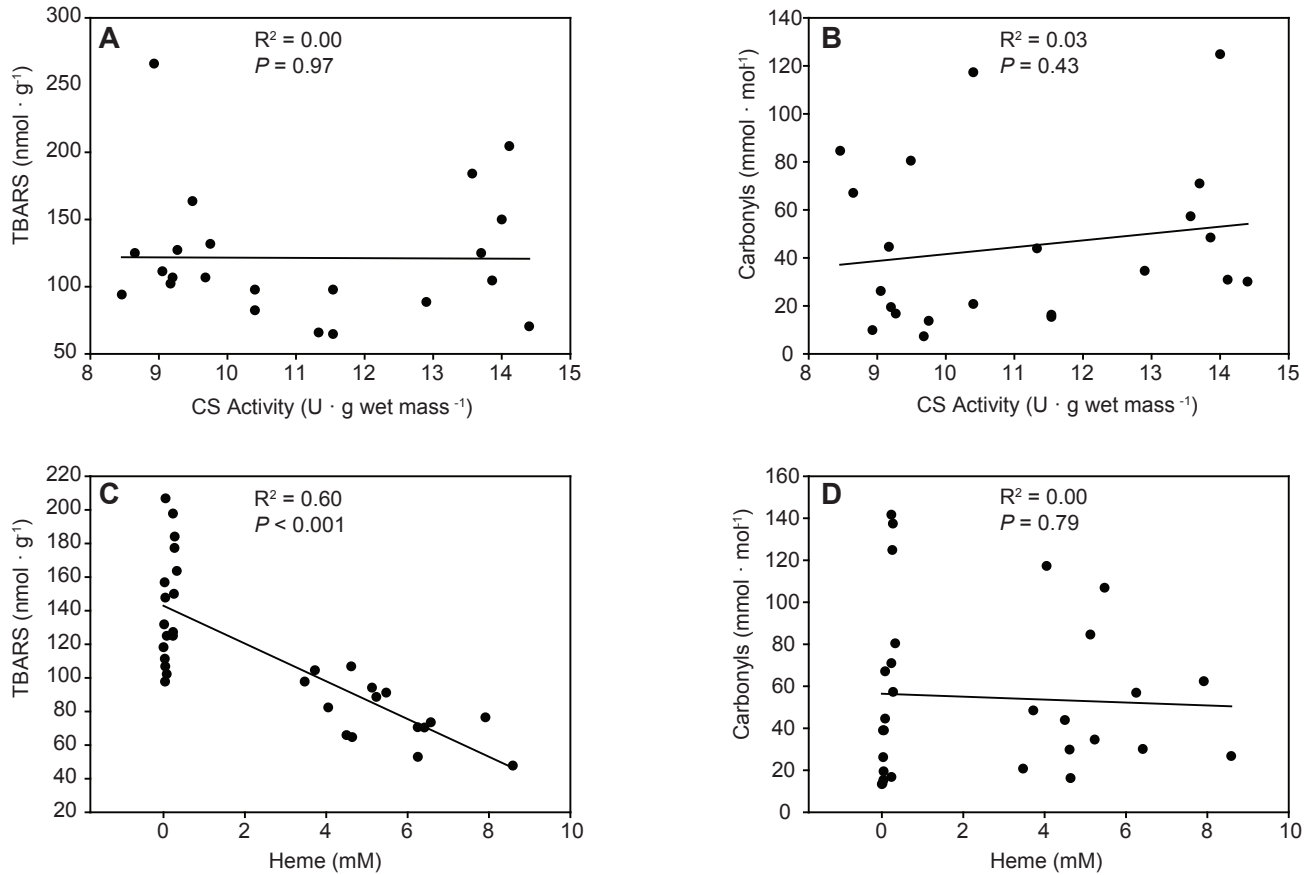 A
R² = 0.00
P = 0.97
300
250
200
150
100
50
TBARS (nmol · g⁻¹)
8 9 10 11 12 13 14 15
CS Activity (U · g wet mass ⁻¹)
B
R² = 0.03
P = 0.43
140
120
100
80
60
40
20
0
Carbonyls (mmol · mol⁻¹)
8 9 10 11 12 13 14 15
CS Activity (U · g wet mass ⁻¹)
C
R² = 0.60
P < 0.001
220
200
180
160
140
120
100
80
60
40
20
TBARS (nmol · g⁻¹)
0 2 4 6 8 10
Heme (mM)
D
R² = 0.00
P = 0.79
160
140
120
100
80
60
40
20
0
Carbonyls (mmol · mol⁻¹)
0 2 4 6 8 10
Heme (mM)